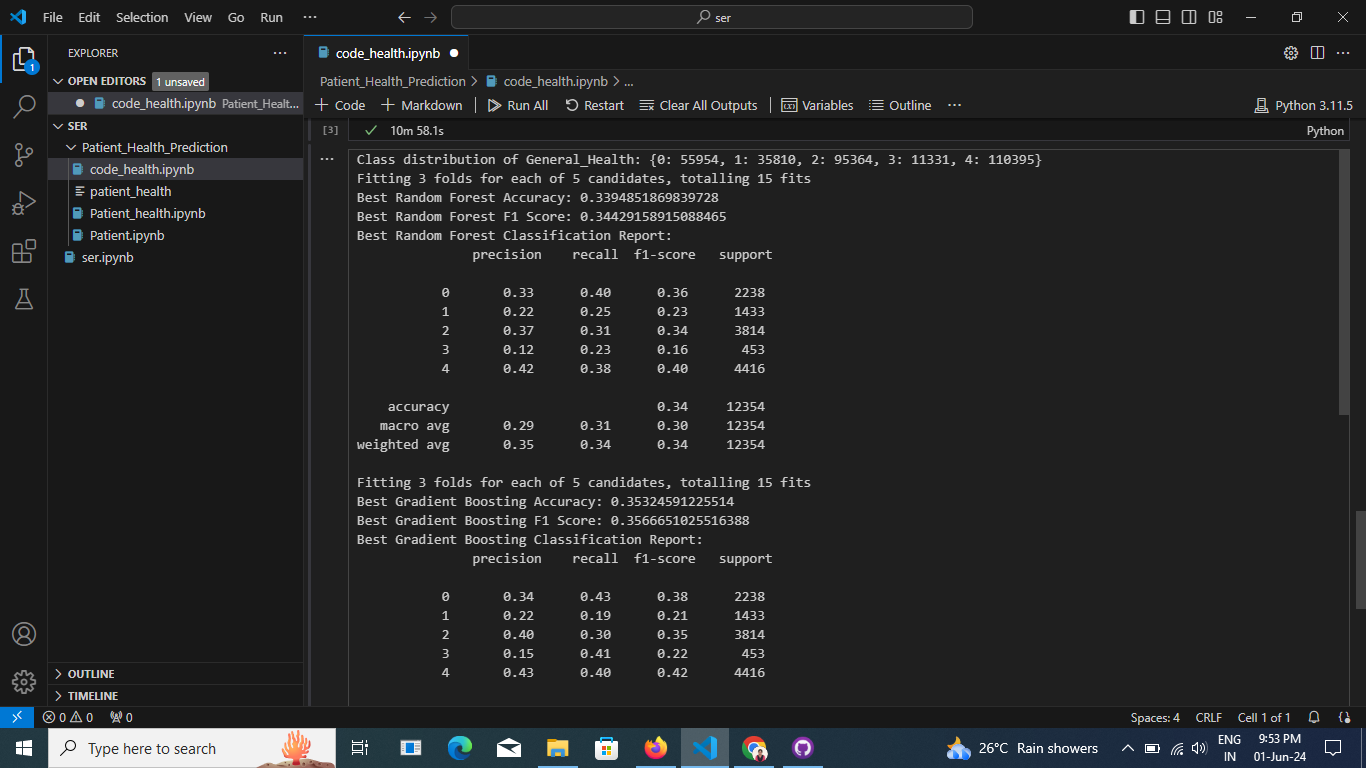 File Edit Selection View Go Run ··· ser
EXPLORER ···
OPEN EDITORS 1 unsaved
code_health.ipynb Patient_Healt...
SER
Patient_Health_Prediction
code_health.ipynb
patient_health
Patient_health.ipynb
Patient.ipynb
ser.ipynb
OUTLINE
TIMELINE
1
code_health.ipynb
Patient_Health_Prediction > code_health.ipynb > ...
+ Code + Markdown Run All Restart Clear All Outputs Variables Outline ··· Python 3.11.5
[3] ✓ 10m 58.1s Python
··· Class distribution of General_Health: {0: 55954, 1: 35810, 2: 95364, 3: 11331, 4: 110395}
Fitting 3 folds for each of 5 candidates, totalling 15 fits
Best Random Forest Accuracy: 0.3394851869839728
Best Random Forest F1 Score: 0.34429158915088465
Best Random Forest Classification Report:
precision recall f1-score support
0 0.33 0.40 0.36 2238
1 0.22 0.25 0.23 1433
2 0.37 0.31 0.34 3814
3 0.12 0.23 0.16 453
4 0.42 0.38 0.40 4416
accuracy 0.34 12354
macro avg 0.29 0.31 0.30 12354
weighted avg 0.35 0.34 0.34 12354
Fitting 3 folds for each of 5 candidates, totalling 15 fits
Best Gradient Boosting Accuracy: 0.35324591225514
Best Gradient Boosting F1 Score: 0.3566651025516388
Best Gradient Boosting Classification Report:
precision recall f1-score support
0 0.34 0.43 0.38 2238
1 0.22 0.19 0.21 1433
2 0.40 0.30 0.35 3814
3 0.15 0.41 0.22 453
4 0.43 0.40 0.42 4416
0 0 0 Spaces: 4 CRLF Cell 1 of 1
Type here to search 26°C Rain showers ENG IN 9:53 PM 01-Jun-24